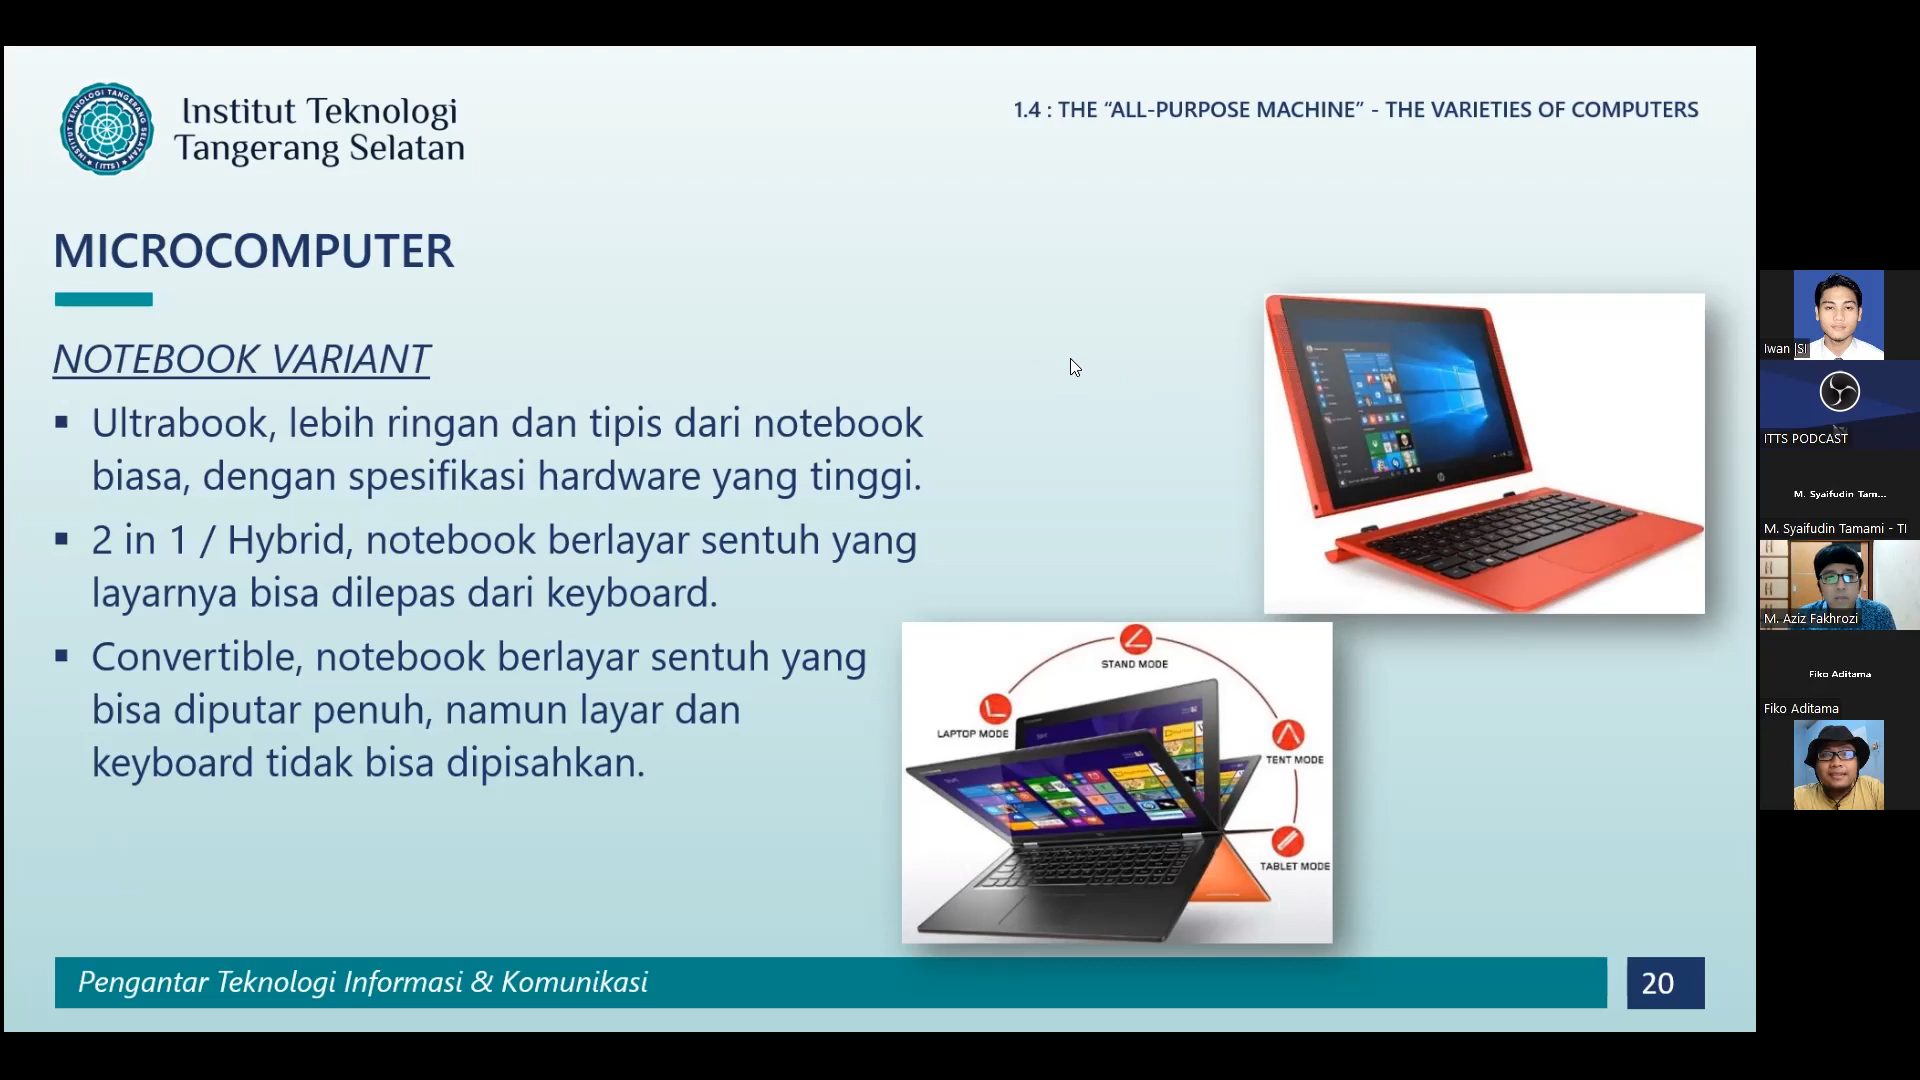 Institut Teknologi
Tangerang Selatan
1.4 : THE “ALL-PURPOSE MACHINE” - THE VARIETIES OF COMPUTERS
MICROCOMPUTER
NOTEBOOK VARIANT
▪ Ultrabook, lebih ringan dan tipis dari notebook
biasa, dengan spesifikasi hardware yang tinggi.
▪ 2 in 1 / Hybrid, notebook berlayar sentuh yang
layarnya bisa dilepas dari keyboard.
▪ Convertible, notebook berlayar sentuh yang
bisa diputar penuh, namun layar dan
keyboard tidak bisa dipisahkan.
STAND MODE
LAPTOP MODE
TENT MODE
TABLET MODE
Pengantar Teknologi Informasi & Komunikasi
20
Iwan |SI
ITTS PODCAST
M. Syaifudin Tam...
M. Syaifudin Tamami - TI
M. Aziz Fakhrozi
Fiko Aditama
Fiko Aditama